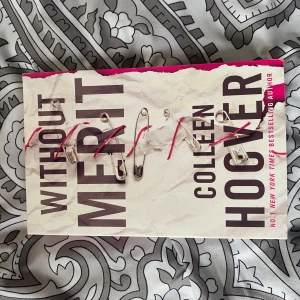 WITHOUT
MERIT
COLLEEN
HOOVER
NO.1 NEW YORK TIMES BESTSELLING AUTHOR